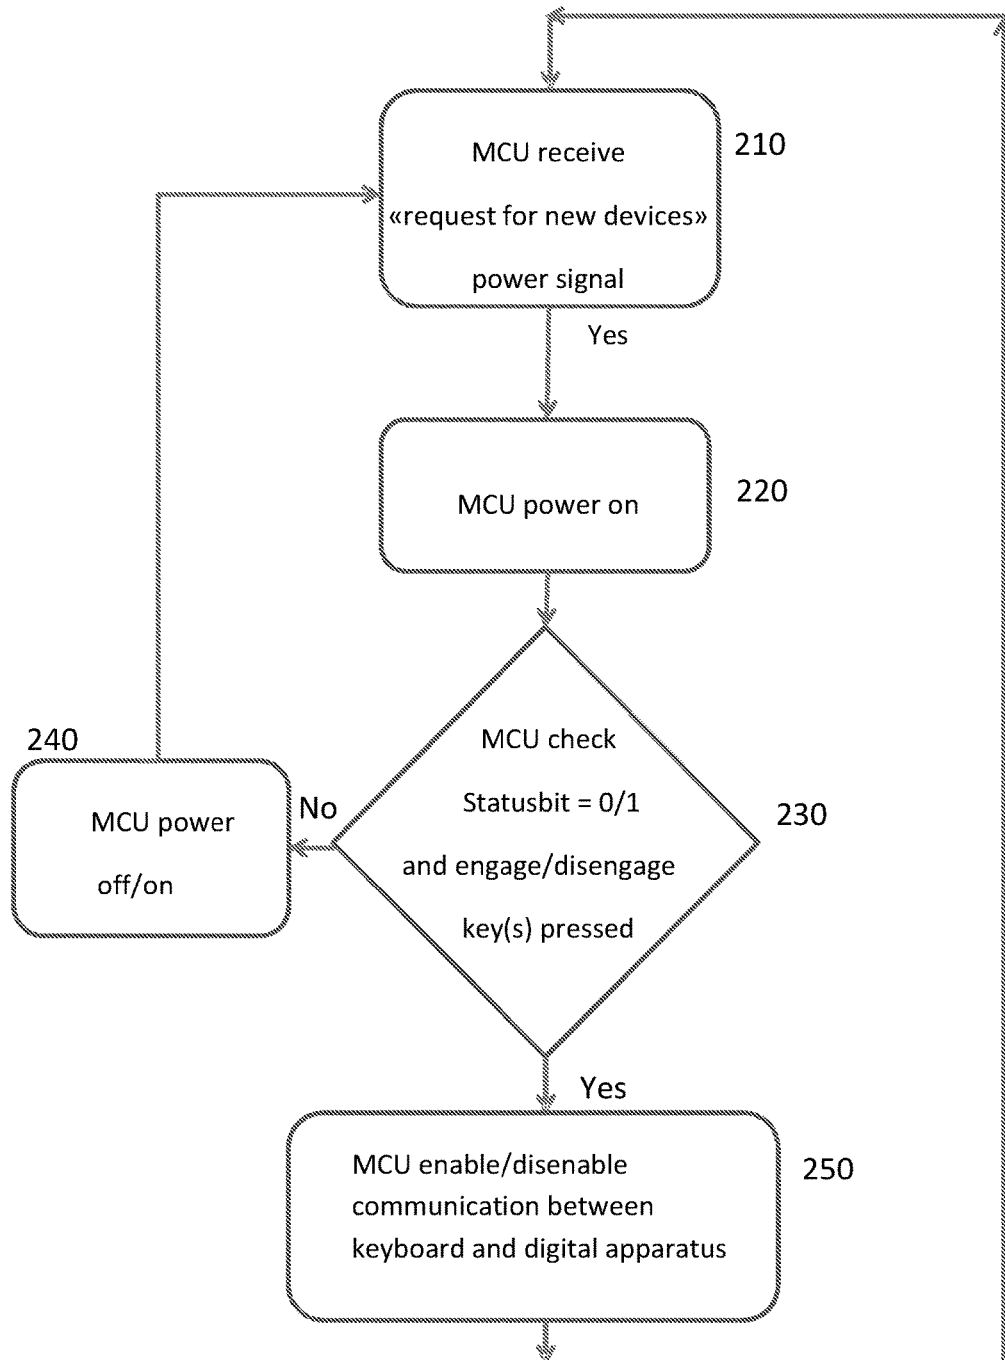 MCU receive
«request for new devices»
power signal
210
Yes
MCU power on
220
MCU check
Statusbit = 0/1
and engage/disengage
key(s) pressed
230
No
240
MCU power
off/on
Yes
MCU enable/disenable
communication between
keyboard and digital apparatus
250